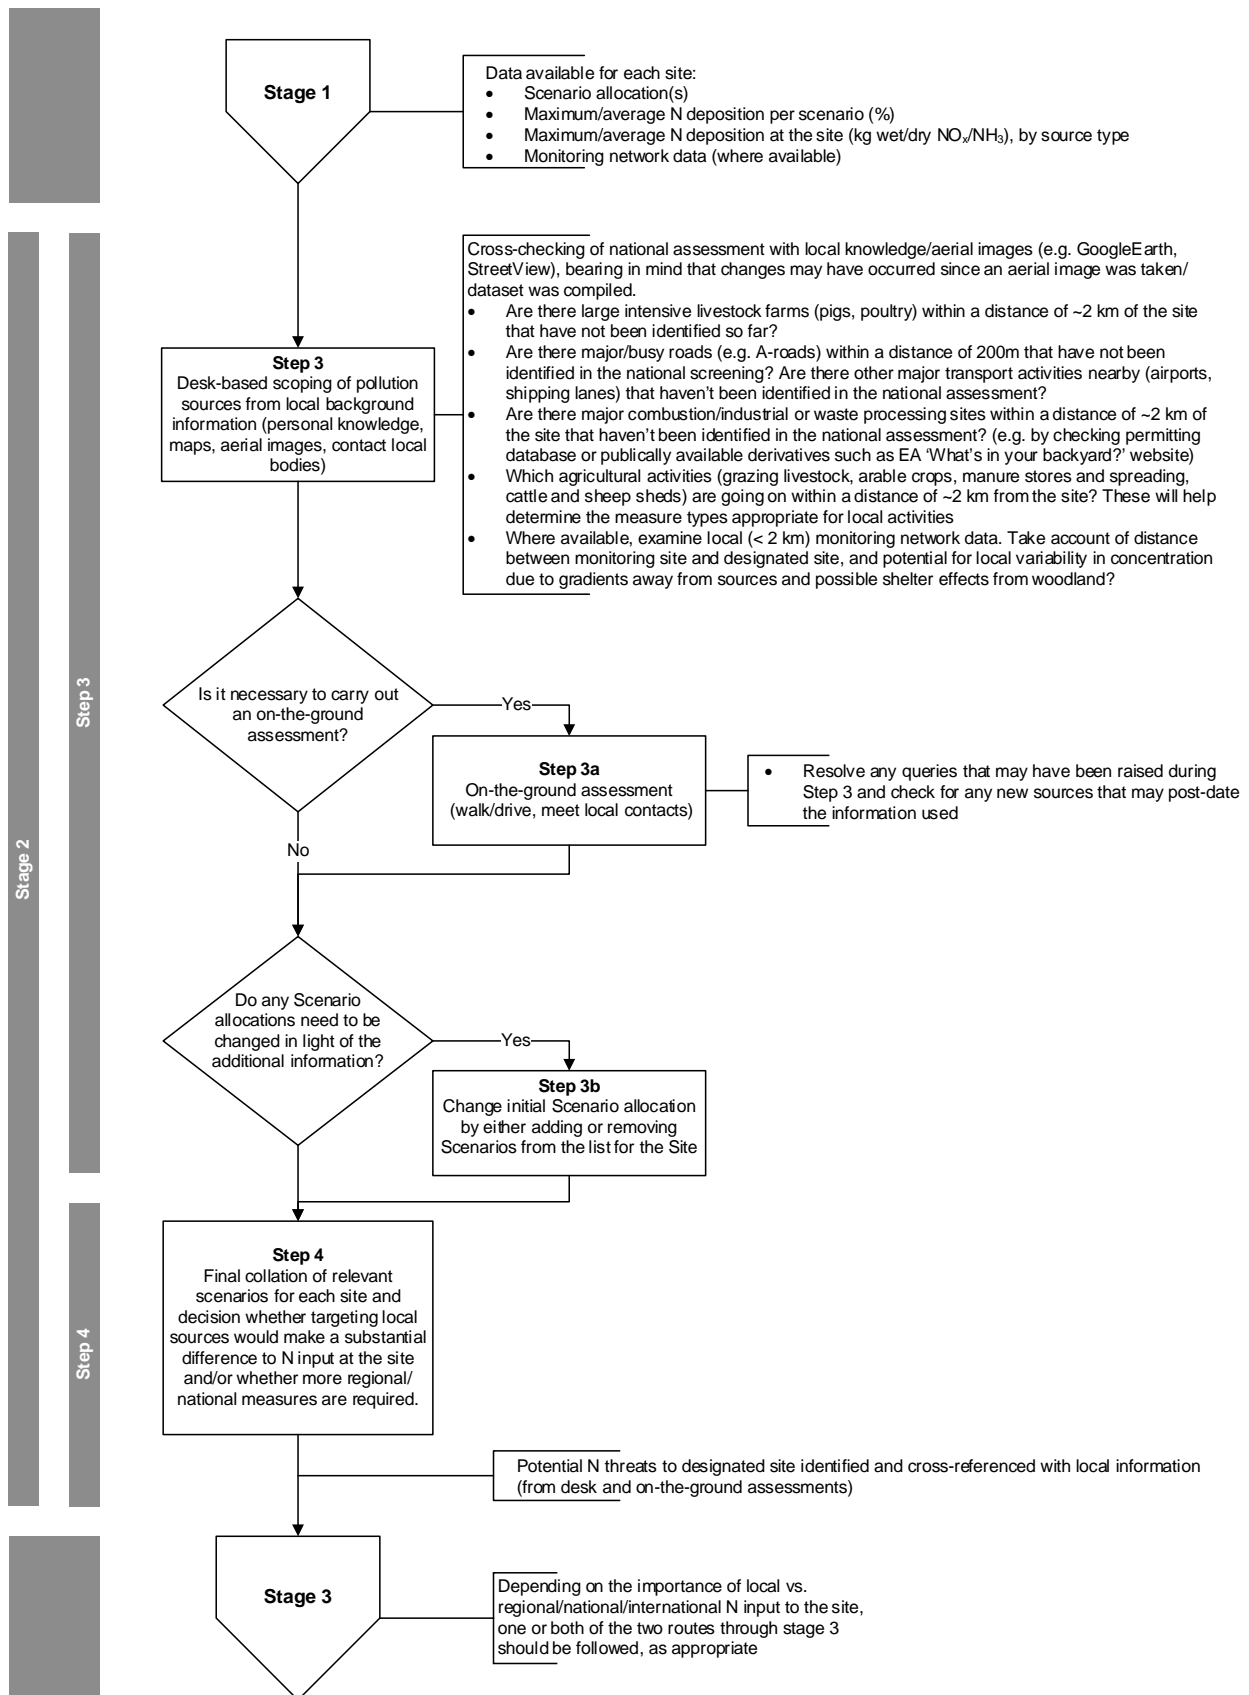 Stage 1
Data available for each site:
• Scenario allocation(s)
• Maximum/average N deposition per scenario (%)
• Maximum/average N deposition at the site (kg wet/dry NOx/NH3), by source type
• Monitoring network data (where available)
Cross-checking of national assessment with local knowledge/aerial images (e.g. GoogleEarth,
StreetView), bearing in mind that changes may have occurred since an aerial image was taken/
dataset was compiled.
• Are there large intensive livestock farms (pigs, poultry) within a distance of ~2 km of the site
that have not been identified so far?
• Are there major/busy roads (e.g. A-roads) within a distance of 200m that have not been
identified in the national screening? Are there other major transport activities nearby (airports,
shipping lanes) that haven't been identified in the national assessment?
• Are there major combustion/industrial or waste processing sites within a distance of ~2 km of
the site that haven't been identified in the national assessment? (e.g. by checking permitting
database or publically available derivatives such as EA 'What's in your backyard?' website)
• Which agricultural activities (grazing livestock, arable crops, manure stores and spreading,
cattle and sheep sheds) are going on within a distance of ~2 km from the site? These will help
determine the measure types appropriate for local activities
• Where available, examine local (< 2 km) monitoring network data. Take account of distance
between monitoring site and designated site, and potential for local variability in concentration
due to gradients away from sources and possible shelter effects from woodland?
Step 3
Desk-based scoping of pollution
sources from local background
information (personal knowledge,
maps, aerial images, contact local
bodies)
Stage 2
Step 3
Is it necessary to carry out
an on-the-ground
assessment?
Yes
Step 3a
On-the-ground assessment
(walk/drive, meet local contacts)
• Resolve any queries that may have been raised during
Step 3 and check for any new sources that may post-date
the information used
No
Do any Scenario
allocations need to be
changed in light of the
additional information?
Yes
Step 3b
Change initial Scenario allocation
by either adding or removing
Scenarios from the list for the Site
Step 4
Step 4
Final collation of relevant
scenarios for each site and
decision whether targeting local
sources would make a substantial
difference to N input at the site
and/or whether more regional/
national measures are required.
Potential N threats to designated site identified and cross-referenced with local information
(from desk and on-the-ground assessments)
Stage 3
Depending on the importance of local vs.
regional/national/international N input to the site,
one or both of the two routes through stage 3
should be followed, as appropriate